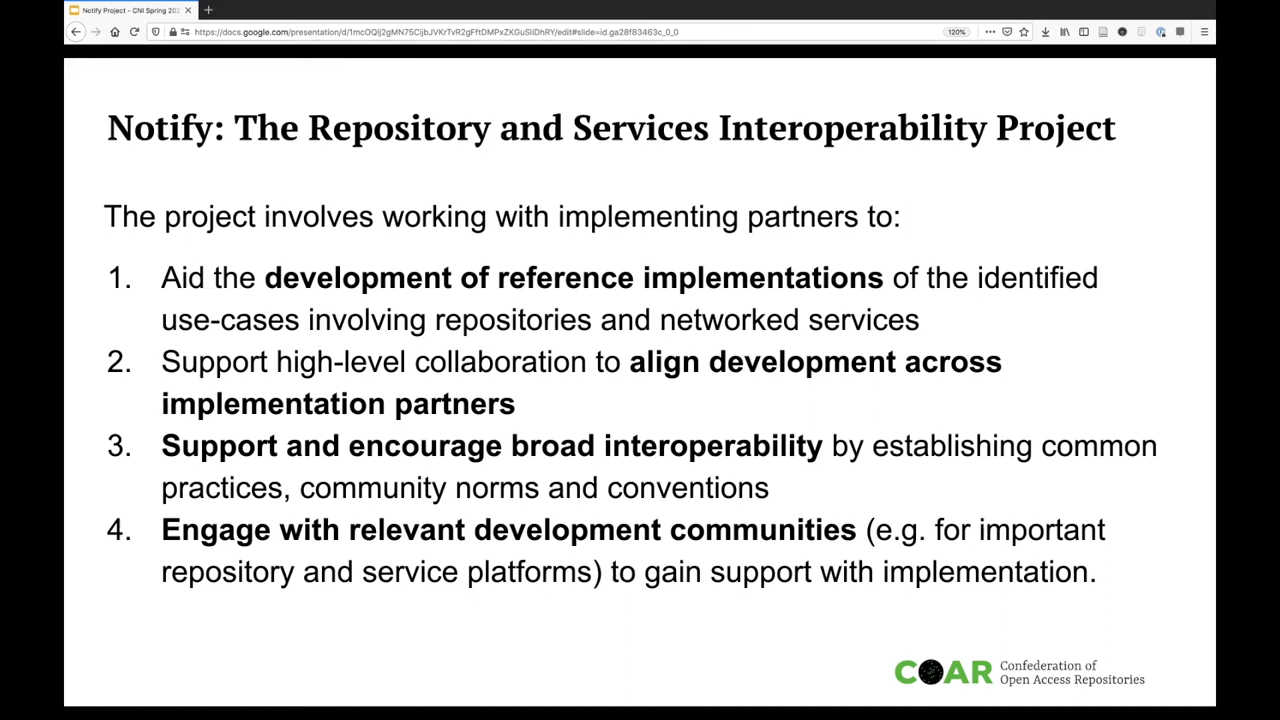 Notify Project - CNI Spring 202
https://docs.google.com/presentation/d/1mcOQlj2gMN75CijbJVKrTvR2gFftDMPxZKGuSliDhRY/edit#slide=id.ga28f83463c_0_0
120%
Notify: The Repository and Services Interoperability Project
The project involves working with implementing partners to:
1. Aid the development of reference implementations of the identified
use-cases involving repositories and networked services
2. Support high-level collaboration to align development across
implementation partners
3. Support and encourage broad interoperability by establishing common
practices, community norms and conventions
4. Engage with relevant development communities (e.g. for important
repository and service platforms) to gain support with implementation.
COAR
Confederation of
Open Access Repositories